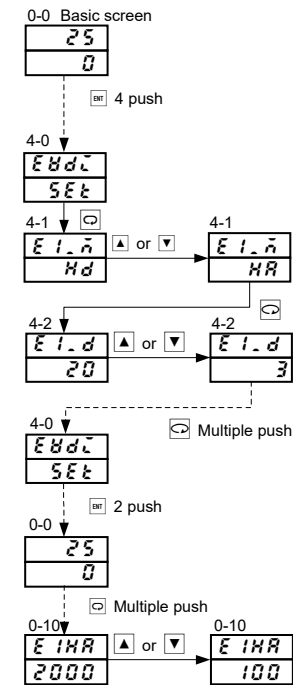 0-0 Basic screen
25
0
ENT 4 push
4-0
EVdC
SEt
4-1
E1_M
Hd
▲ or ▼
4-1
E1_M
HA
4-2
E1_d
20
▲ or ▼
4-2
E1_d
3
Multiple push
4-0
EVdC
SEt
ENT 2 push
0-0
25
0
Multiple push
0-10
E1HA
2000
▲ or ▼
0-10
E1HA
100